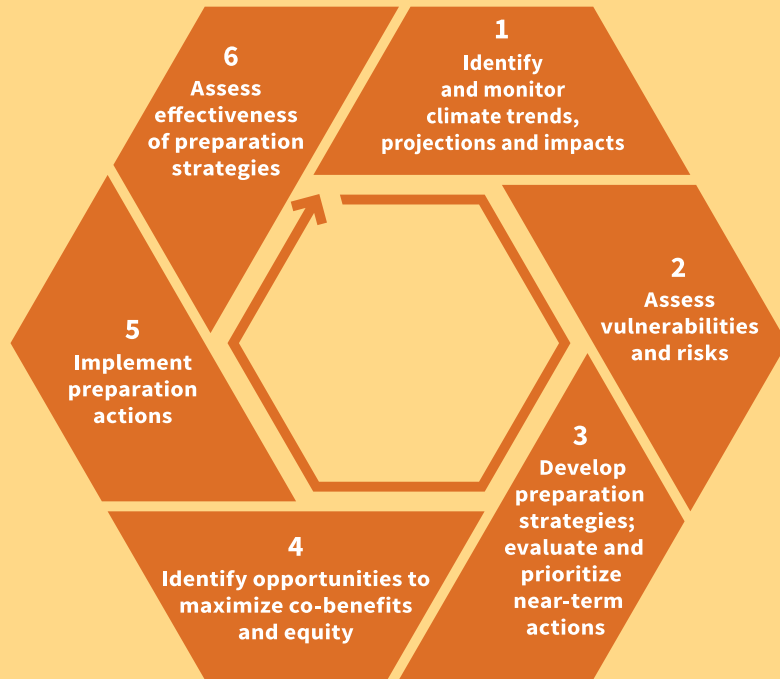 1
Identify
and monitor
climate trends,
projections and impacts
2
Assess
vulnerabilities
and risks
3
Develop
preparation
strategies;
evaluate and
prioritize
near-term
actions
4
Identify opportunities to
maximize co-benefits
and equity
5
Implement
preparation
actions
6
Assess
effectiveness
of preparation
strategies